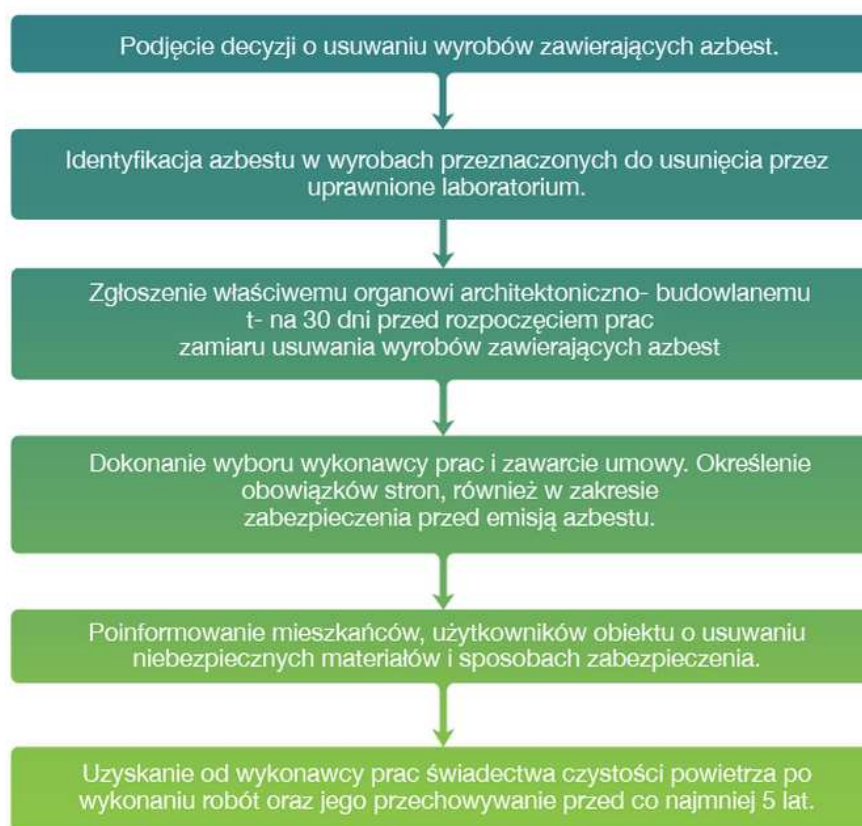 Podjęcie decyzji o usuwaniu wyrobów zawierających azbest.
Identyfikacja azbestu w wyrobach przeznaczonych do usunięcia przez
uprawnione laboratorium.
Zgłoszenie właściwemu organowi architektoniczno- budowlanemu
t- na 30 dni przed rozpoczęciem prac
zamiaru usuwania wyrobów zawierających azbest
Dokonanie wyboru wykonawcy prac i zawarcie umowy. Określenie
obowiązków stron, również w zakresie
zabezpieczenia przed emisją azbestu.
Poinformowanie mieszkańców, użytkowników obiektu o usuwaniu
niebezpiecznych materiałów i sposobach zabezpieczenia.
Uzyskanie od wykonawcy prac świadectwa czystości powietrza po
wykonaniu robót oraz jego przechowywanie przed co najmniej 5 lat.